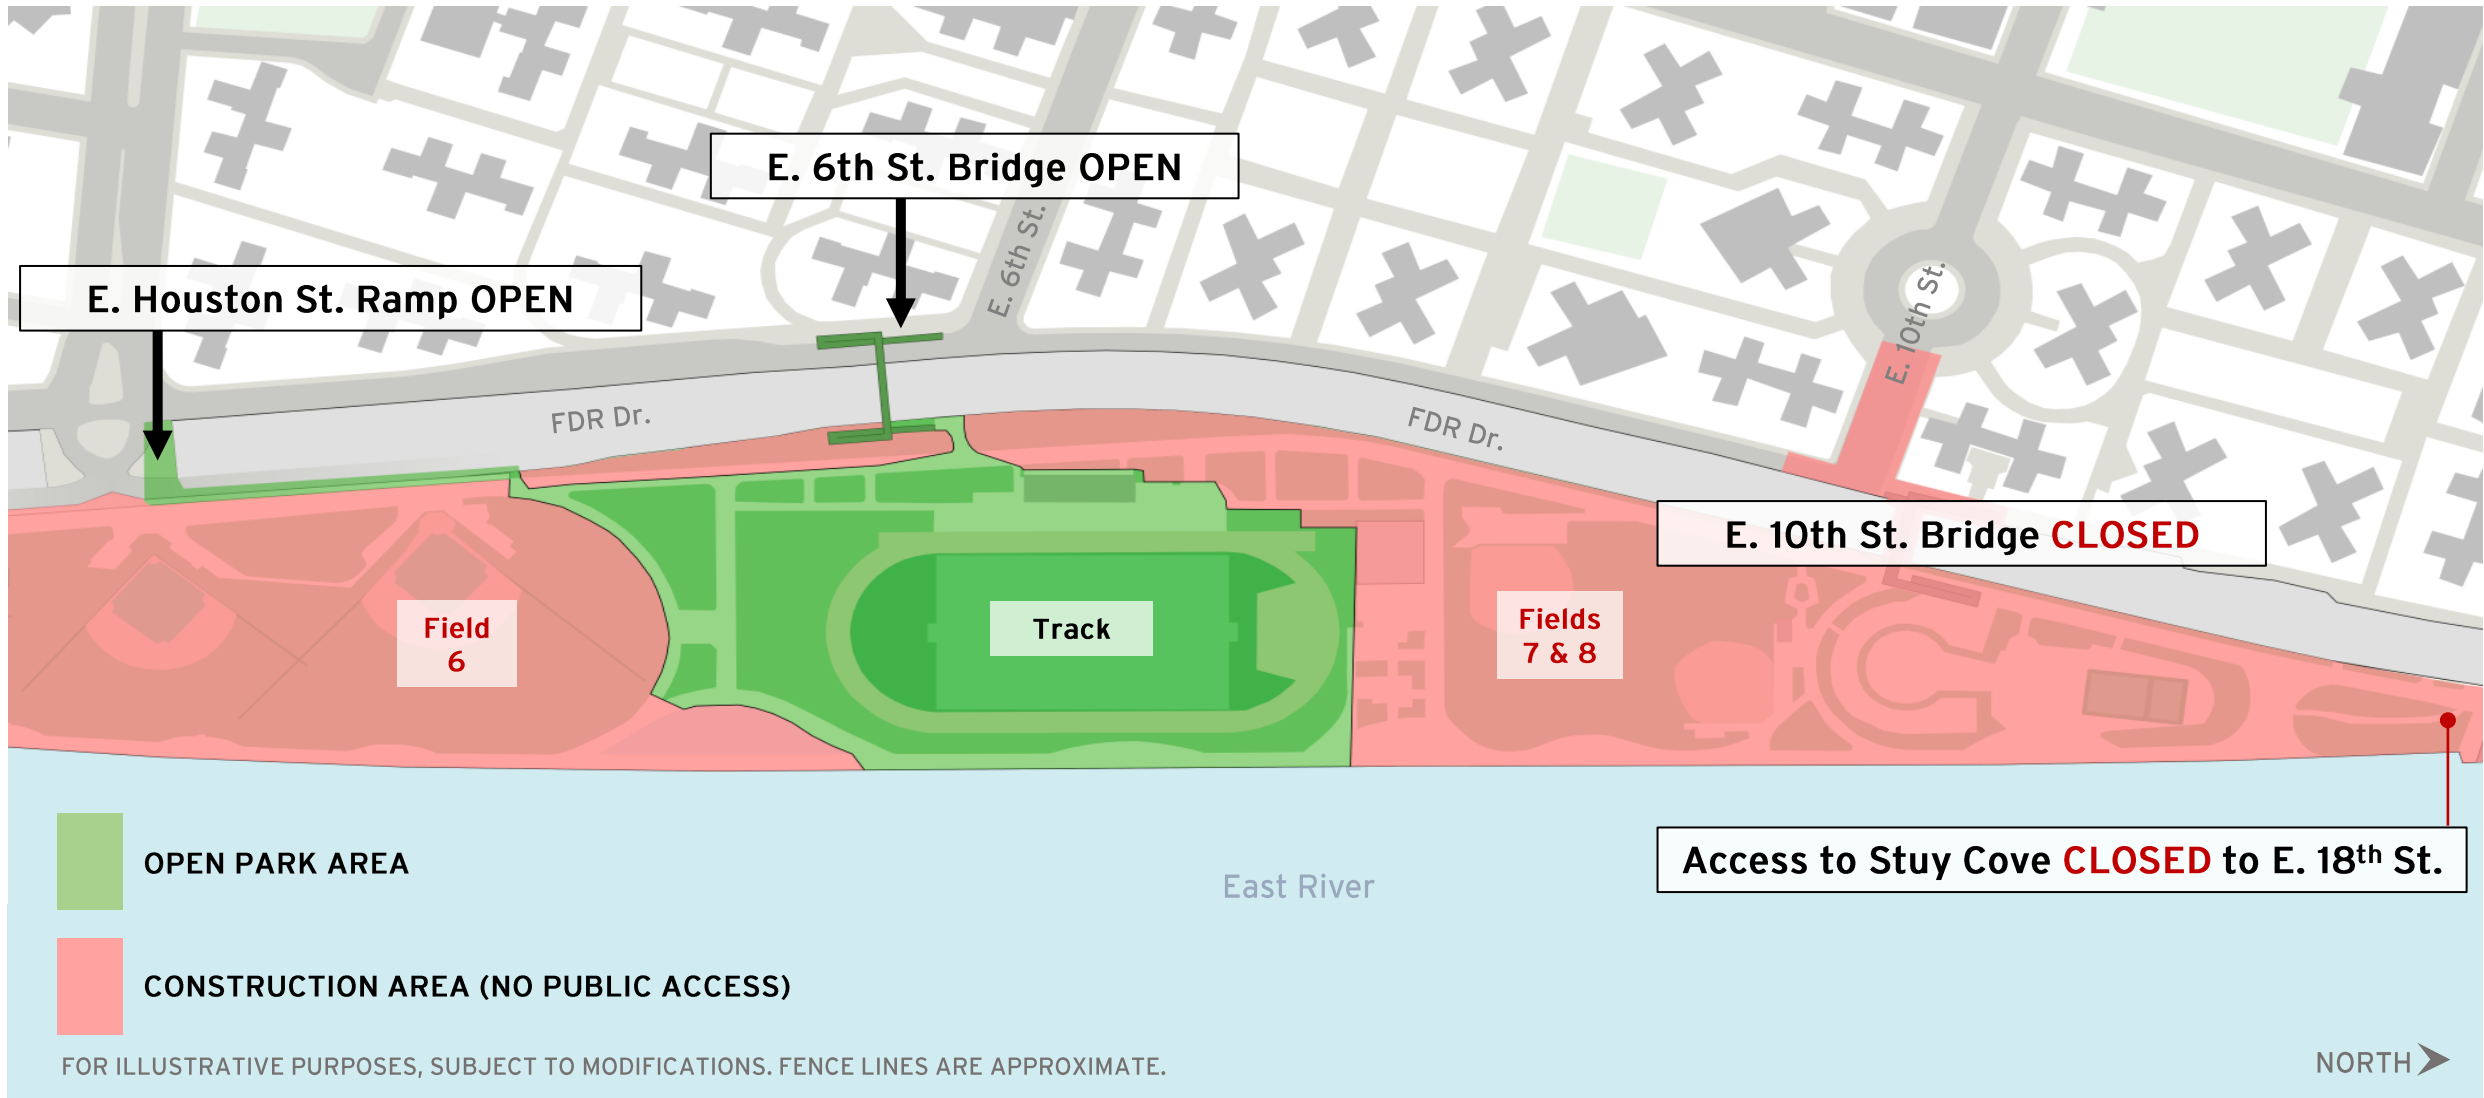 E. 6th St. Bridge OPEN
E. 6th St.
E. Houston St. Ramp OPEN
E. 10th St.
FDR Dr.
FDR Dr.
E. 10th St. Bridge CLOSED
Field
6
Track
Fields
7 & 8
Access to Stuy Cove CLOSED to E. 18th St.
OPEN PARK AREA
East River
CONSTRUCTION AREA (NO PUBLIC ACCESS)
FOR ILLUSTRATIVE PURPOSES, SUBJECT TO MODIFICATIONS. FENCE LINES ARE APPROXIMATE.
NORTH